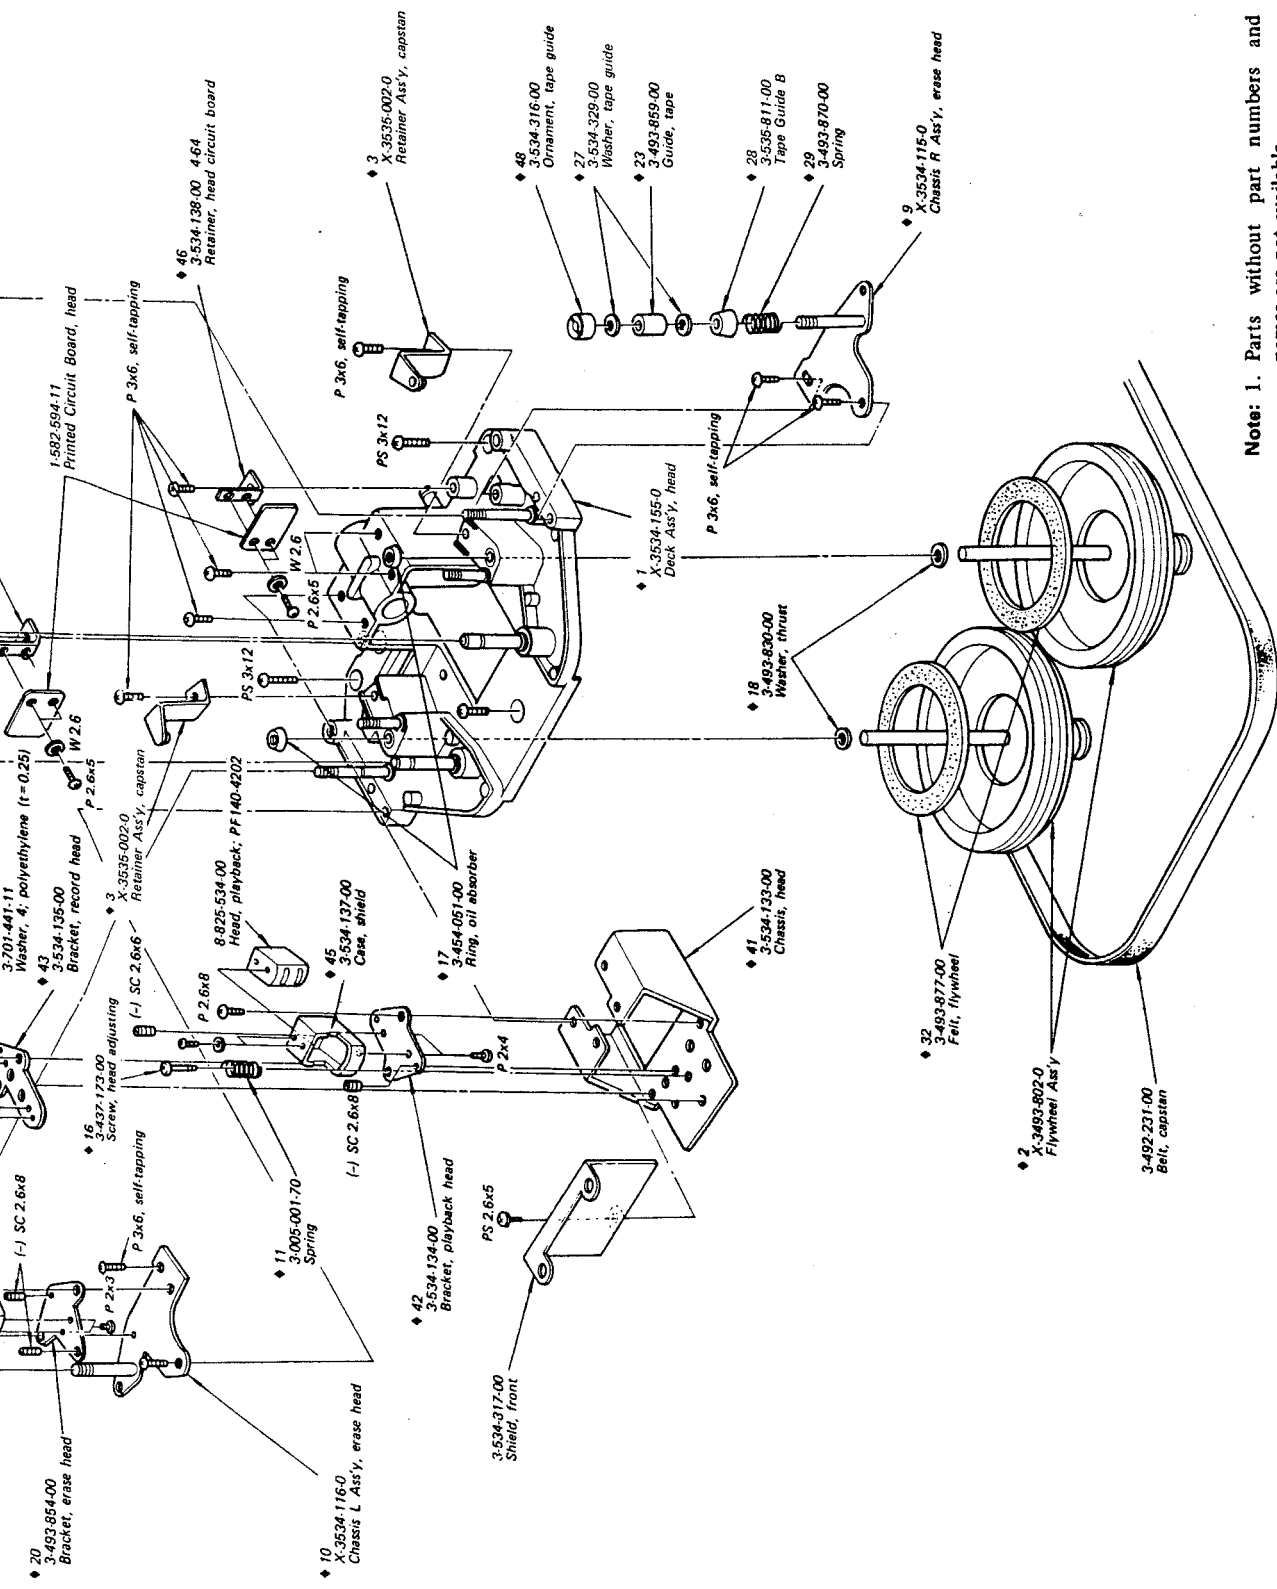 ◆ 20
3-493-854-00
Bracket, erase head
◆ 10
X-3534-116-0
Chassis L Ass'y, erase head
(-) SC 2.6x8
P 2x3
P 3x6, self-tapping
◆ 16
3-437-173-00
Screw, head adjusting
◆ 11
3-005-001-70
Spring
3-701-441-11
Washer, 4; polyethylene (t=0.25)
◆ 43
3-534-135-00
Bracket, record head
◆ 3
X-3535-002-0
Retainer Ass'y, capstan
P 2.6x5
W 2.6
(-) SC 2.6x6
P 2.6x8
8-825-534-00
Head, playback; PF140-4202
◆ 45
3-534-137-00
Case, shield
(-) SC 2.6x8
P 2x4
◆ 42
3-534-134-00
Bracket, playback head
PS 2.6x5
3-534-317-00
Shield, front
◆ 17
3-454-051-00
Ring, oil absorber
◆ 41
3-534-133-00
Chassis, head
1-582-594-11
Printed Circuit Board, head
P 3x6, self-tapping
◆ 46
3-534-138-00 4-64
Retainer, head circuit board
W 2.6
P 2.6x5
PS 3x12
◆ 3
X-3535-002-0
Retainer Ass'y, capstan
P 3x6, self-tapping
PS 3x12
◆ 1
X-3534-155-0
Deck Ass'y, head
◆ 48
3-534-316-00
Ornament, tape guide
◆ 27
3-534-329-00
Washer, tape guide
◆ 23
3-493-859-00
Guide, tape
◆ 28
3-535-811-00
Tape Guide B
◆ 29
3-493-870-00
Spring
◆ 9
X-3534-115-0
Chassis R Ass'y, erase head
P 3x6, self-tapping
◆ 18
3-493-830-00
Washer, thrust
◆ 32
3-493-877-00
Felt, flywheel
◆ 2
X-3493-802-0
Flywheel Ass'y
3-492-231-00
Belt, capstan
Note: 1. Parts without part numbers and